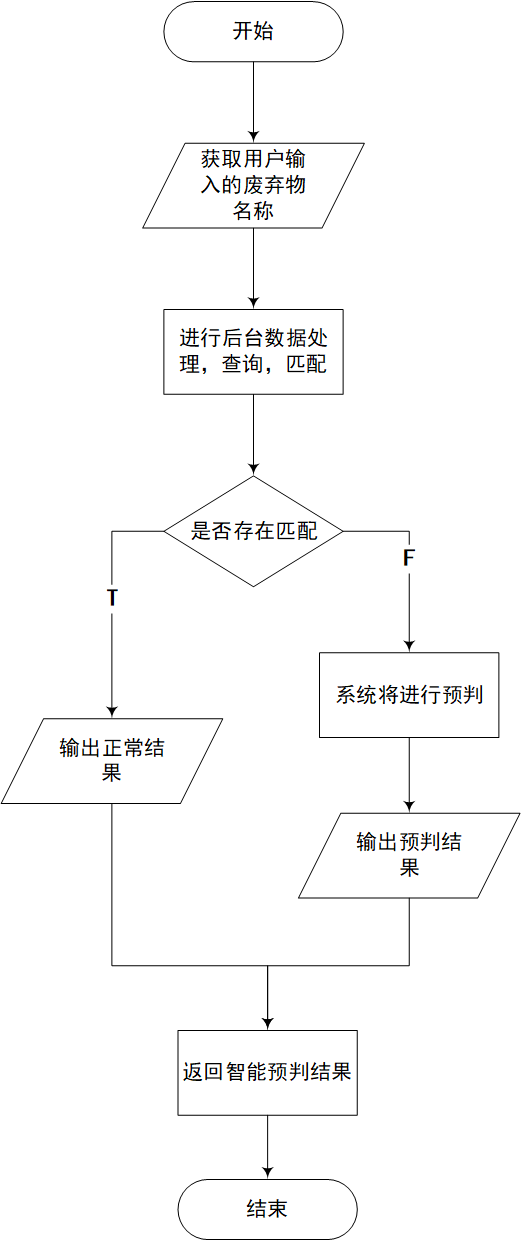 开始
获取用户输
入的废弃物
名称
进行后台数据处
理，查询，匹配
是否存在匹配
F
T
系统将进行预判
输出正常结
果
输出预判结
果
返回智能预判结果
结束